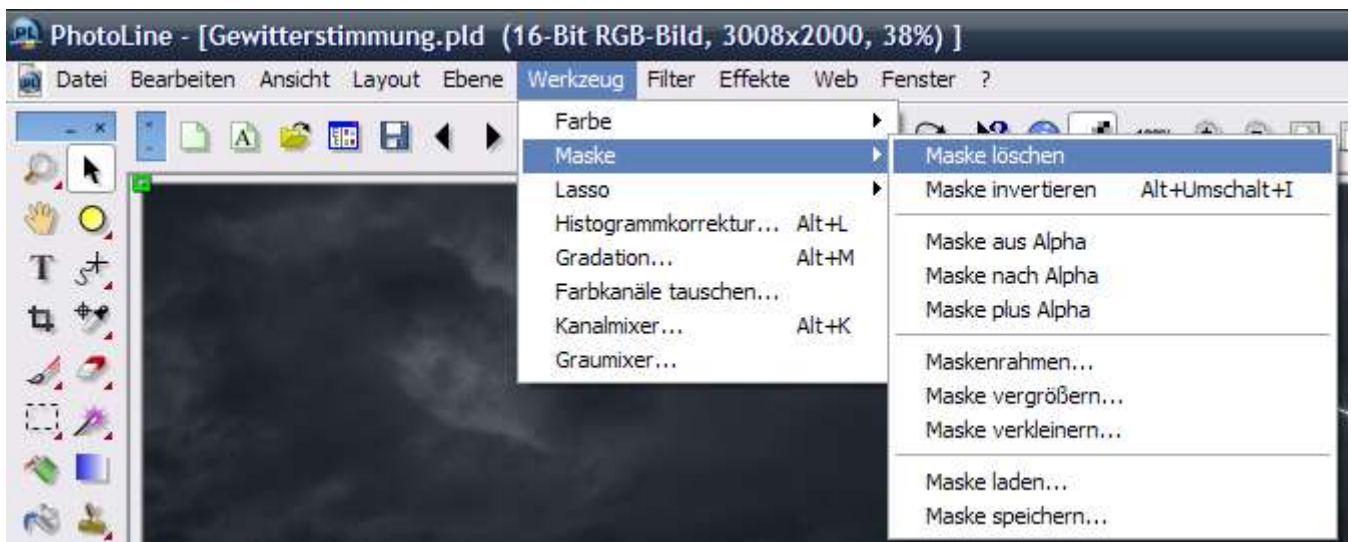 PhotoLine - [Gewitterstimmung.pld (16-Bit RGB-Bild, 3008x2000, 38%) ]
Datei Bearbeiten Ansicht Layout Ebene Werkzeug Filter Effekte Web Fenster ?
Farbe
Maske
Lasso
Histogrammkorrektur... Alt+L
Gradation... Alt+M
Farbkanäle tauschen...
Kanalmixer... Alt+K
Graumixer...
Maske löschen
Maske invertieren Alt+Umschalt+I
Maske aus Alpha
Maske nach Alpha
Maske plus Alpha
Maskenrahmen...
Maske vergrößern...
Maske verkleinern...
Maske laden...
Maske speichern...